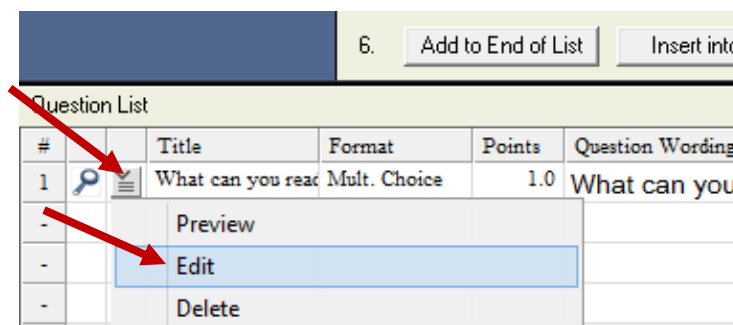 6. Add to End of List Insert into
Question List
# Title Format Points Question Wording
1 What can you read Mult. Choice 1.0 What can you
- Preview
- Edit
- Delete